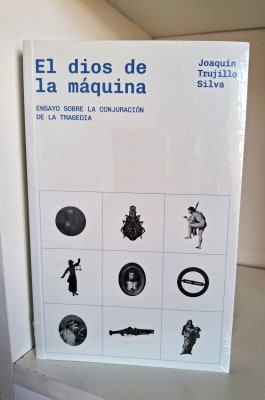 El dios de
la máquina
ENSAYO SOBRE LA CONJURACIÓN
DE LA TRAGEDIA
Joaquín
Trujillo
Silva